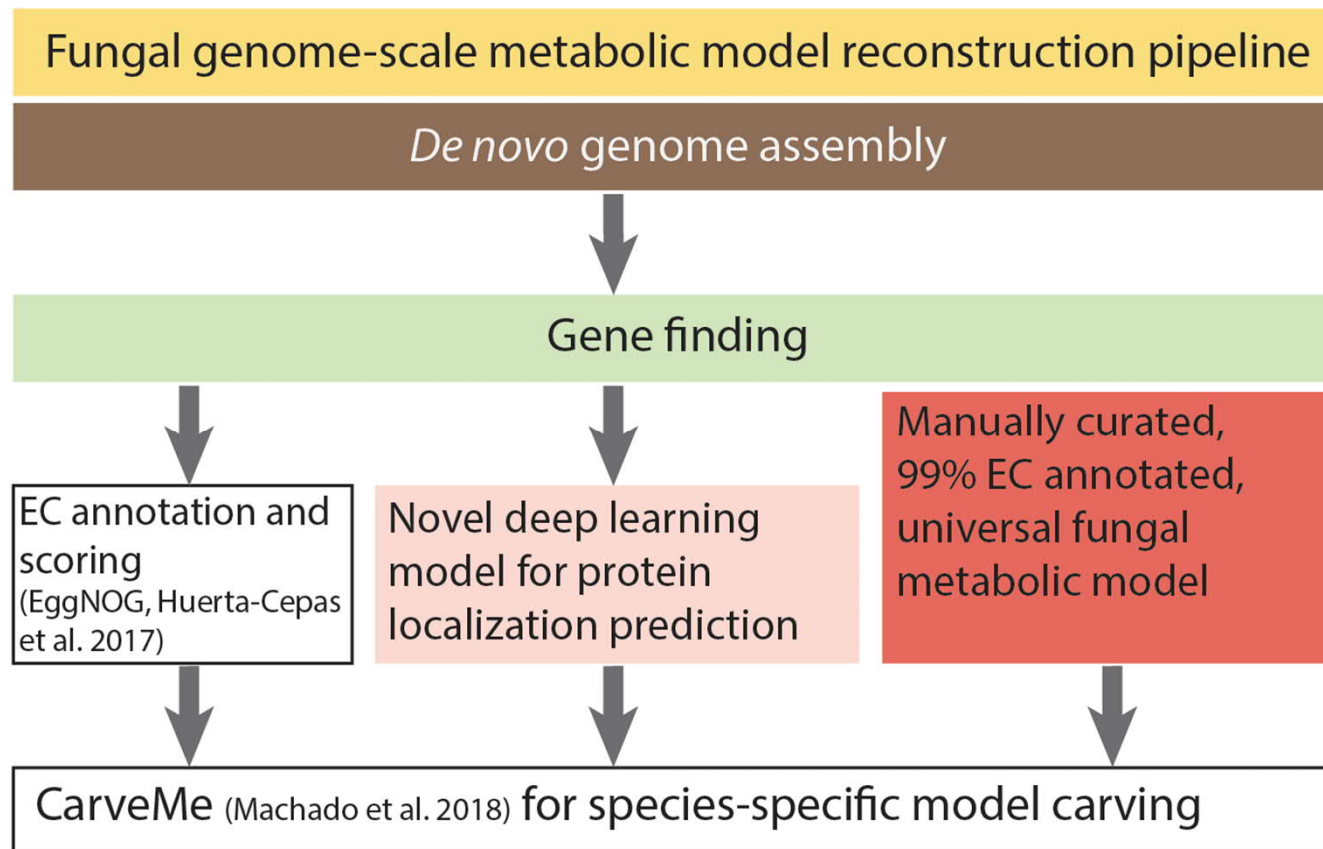 Fungal genome-scale metabolic model reconstruction pipeline
De novo genome assembly
Gene finding
EC annotation and
scoring
(EggNOG, Huerta-Cepas
et al. 2017)
Novel deep learning
model for protein
localization prediction
Manually curated,
99% EC annotated,
universal fungal
metabolic model
CarveMe (Machado et al. 2018) for species-specific model carving